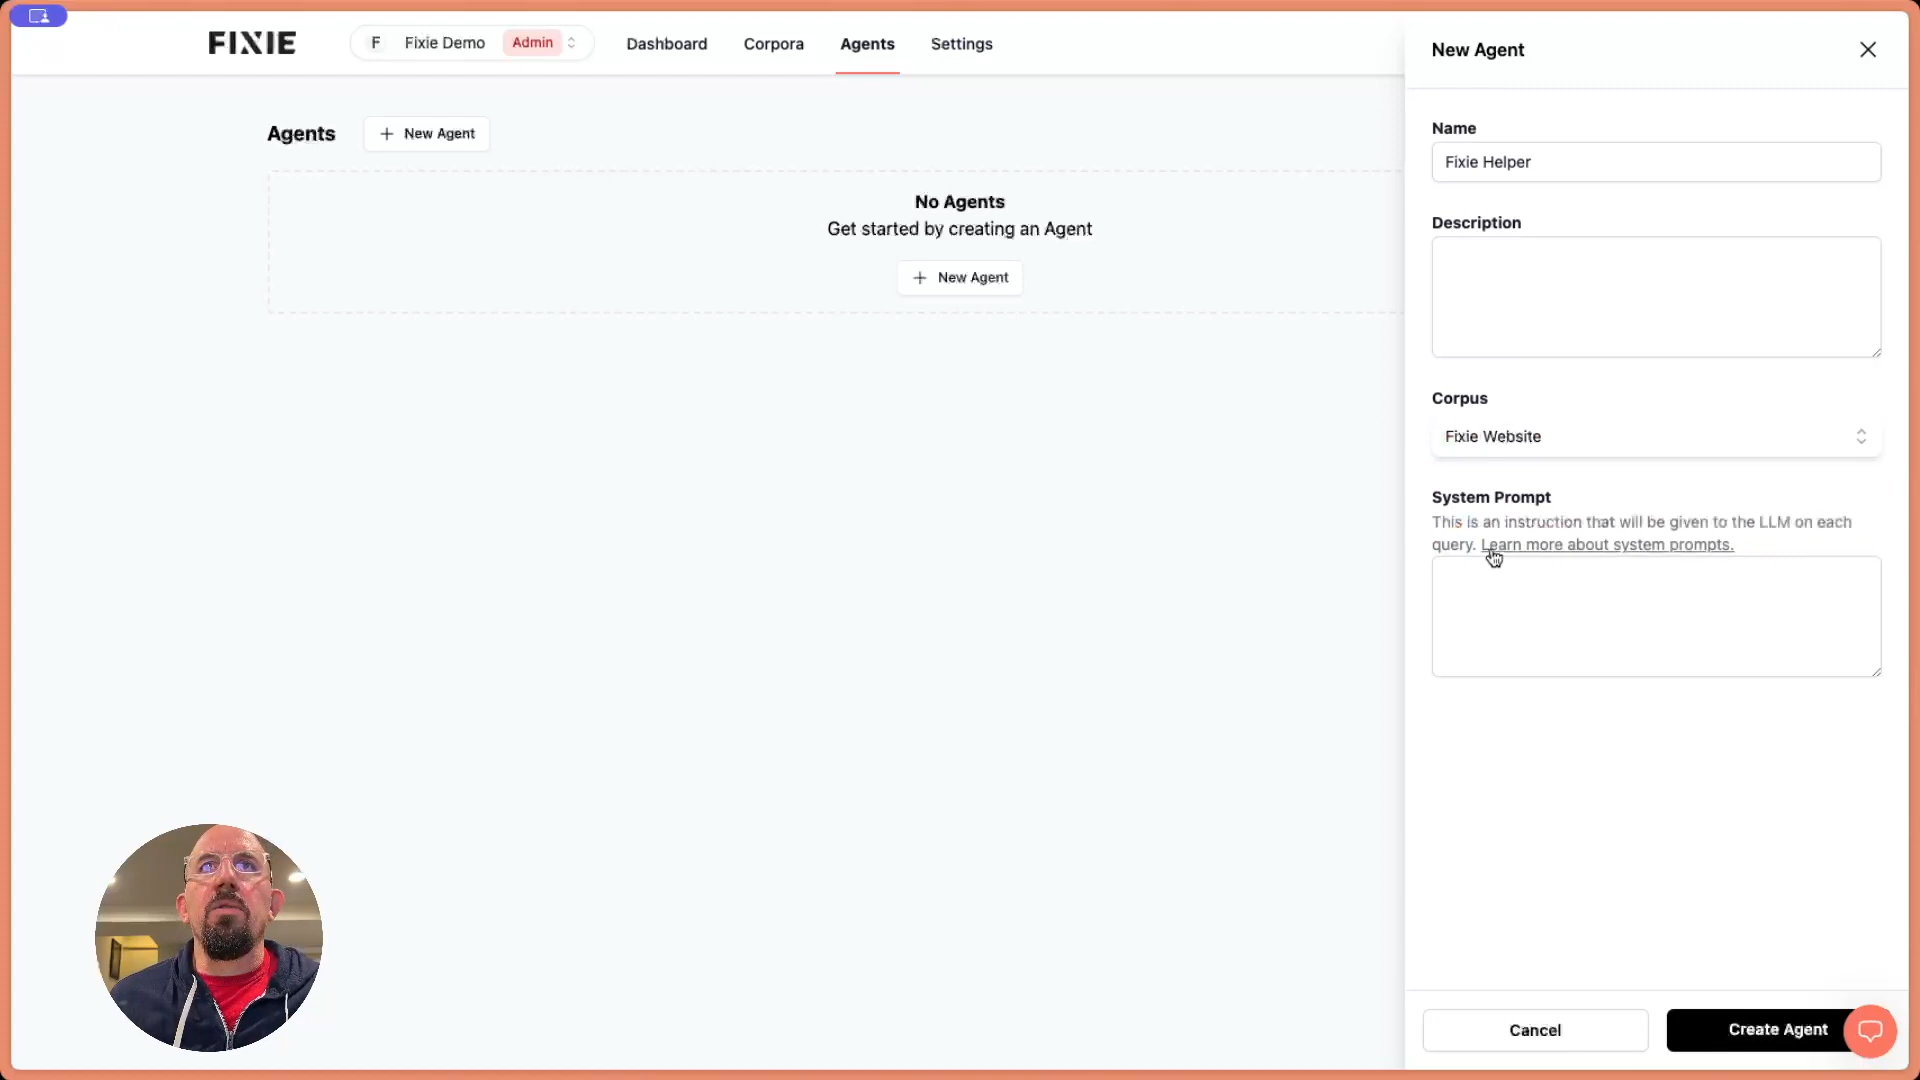 FIXIE
F Fixie Demo Admin
Dashboard
Corpora
Agents
Settings
Agents
+ New Agent
No Agents
Get started by creating an Agent
+ New Agent
New Agent
Name
Fixie Helper
Description
Corpus
Fixie Website
System Prompt
This is an instruction that will be given to the LLM on each
query. Learn more about system prompts.
Cancel
Create Agent